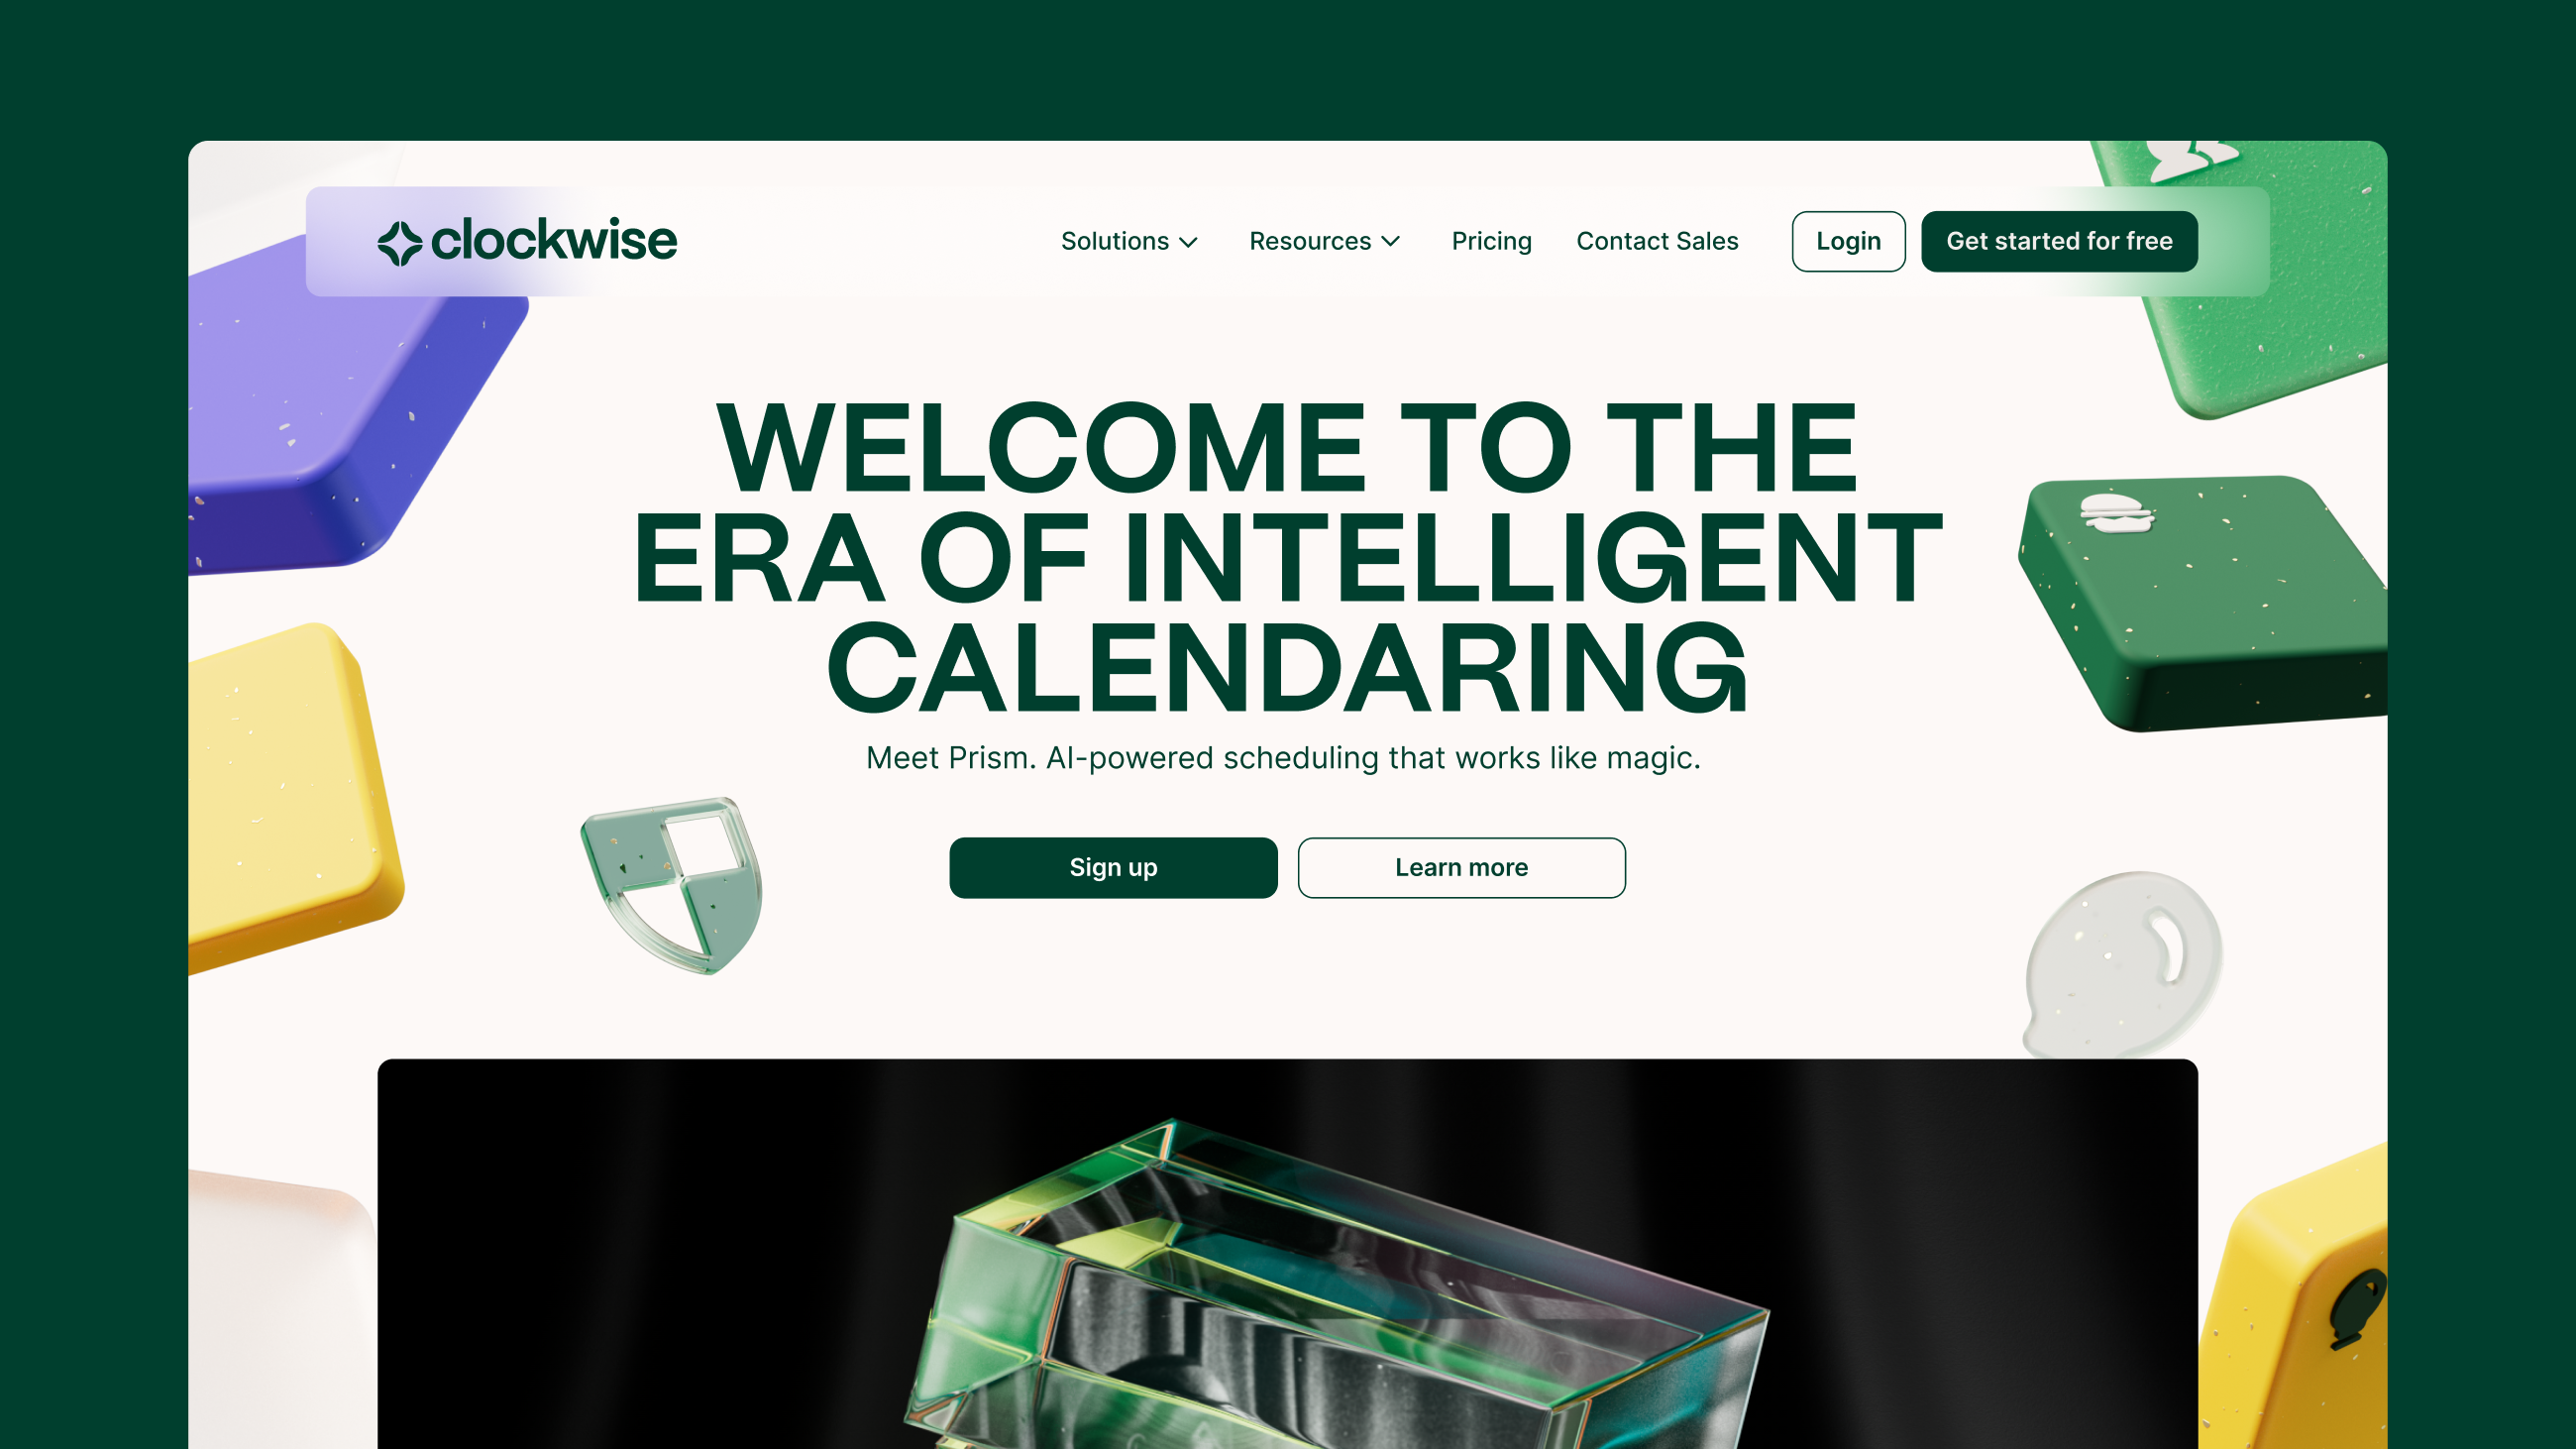 clockwise
Solutions
Resources
Pricing
Contact Sales
Login
Get started for free
WELCOME TO THE
ERA OF INTELLIGENT
CALENDARING
Meet Prism. AI-powered scheduling that works like magic.
Sign up
Learn more